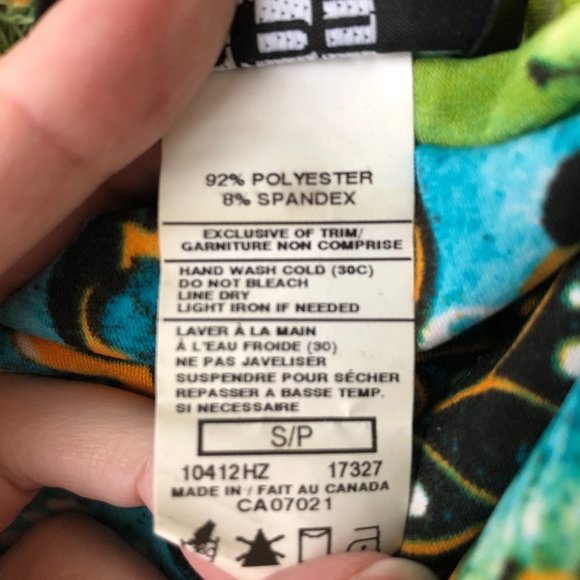 92% POLYESTER
8% SPANDEX
EXCLUSIVE OF TRIM/
GARNITURE NON COMPRISE
HAND WASH COLD (30C)
DO NOT BLEACH
LINE DRY
LIGHT IRON IF NEEDED
LAVER À LA MAIN
À L'EAU FROIDE (30)
NE PAS JAVELISER
SUSPENDRE POUR SÉCHER
REPASSER A BASSE TEMP.
SI NECESSAIRE
S/P
10412HZ 17327
MADE IN / FAIT AU CANADA
CA07021